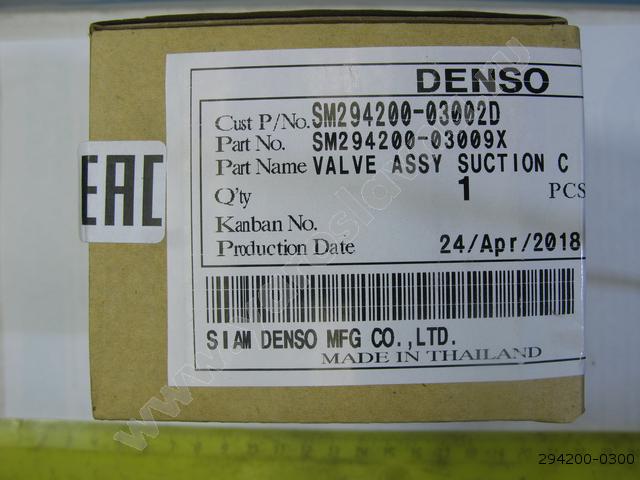 DENSO
Cust P/No. SM294200-03002D
Part No. SM294200-03009X
Part Name VALVE ASSY SUCTION C
Q'ty 1 PCS
Kanban No.
Production Date 24/Apr/2018
SIAM DENSO MFG CO.,LTD.
MADE IN THAILAND
EAC
294200-0300